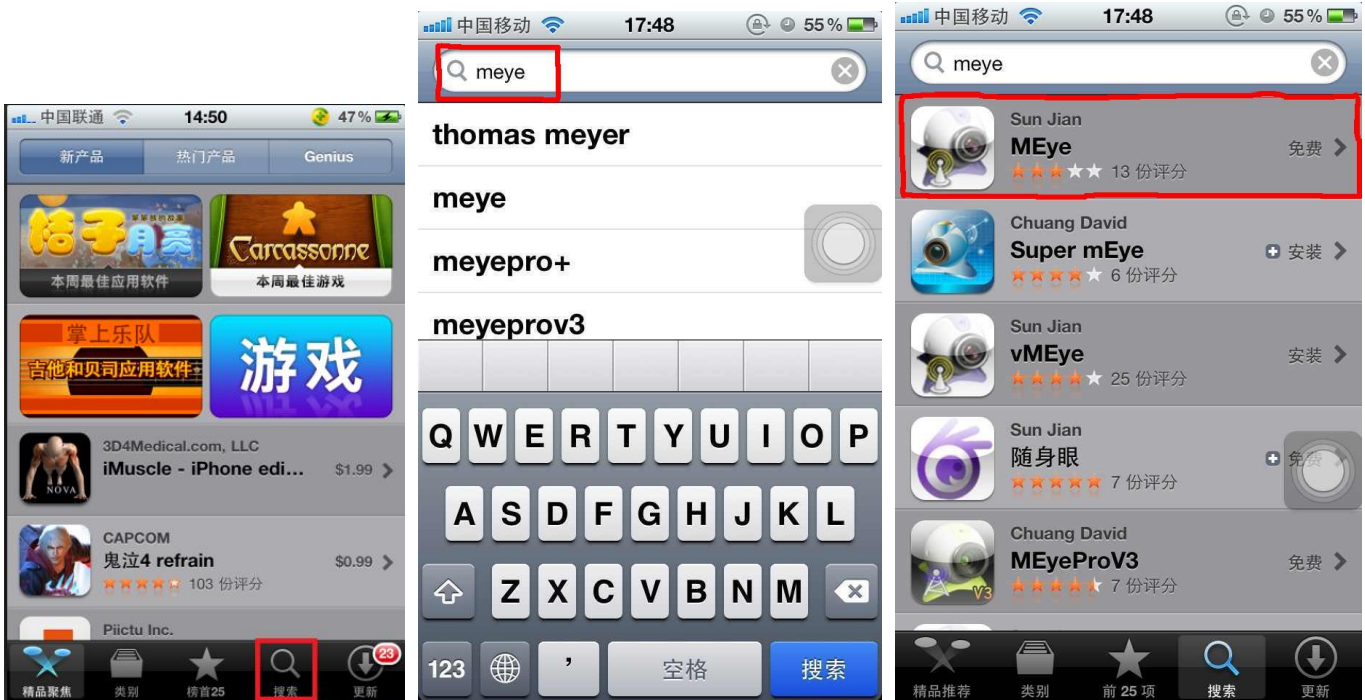 中国联通 14:50 47%
新产品 热门产品 Genius
桔子月亮
本周最佳应用软件
Carcassonne
本周最佳游戏
掌上乐队
吉他和贝司应用软件
游戏
NOVA
3D4Medical.com, LLC
iMuscle - iPhone edi... $1.99
CAPCOM
鬼泣4 refrain $0.99
103 份评分
Piictu Inc.
23
精品聚焦 类别 榜首25 搜索 更新
中国移动 17:48 55%
meye
thomas meyer
meye
meyepro+
meyeprov3
Q W E R T Y U I O P
A S D F G H J K L
Z X C V B N M
123 , 空格 搜索
中国移动 17:48 55%
meye
Sun Jian
MEye 免费
13 份评分
Chuang David
Super mEye 安装
6 份评分
Sun Jian
vMEye 安装
25 份评分
Sun Jian
随身眼 免费
7 份评分
Chuang David
MEyeProV3 免费
7 份评分
V3
精品推荐 类别 前 25 项 搜索 更新